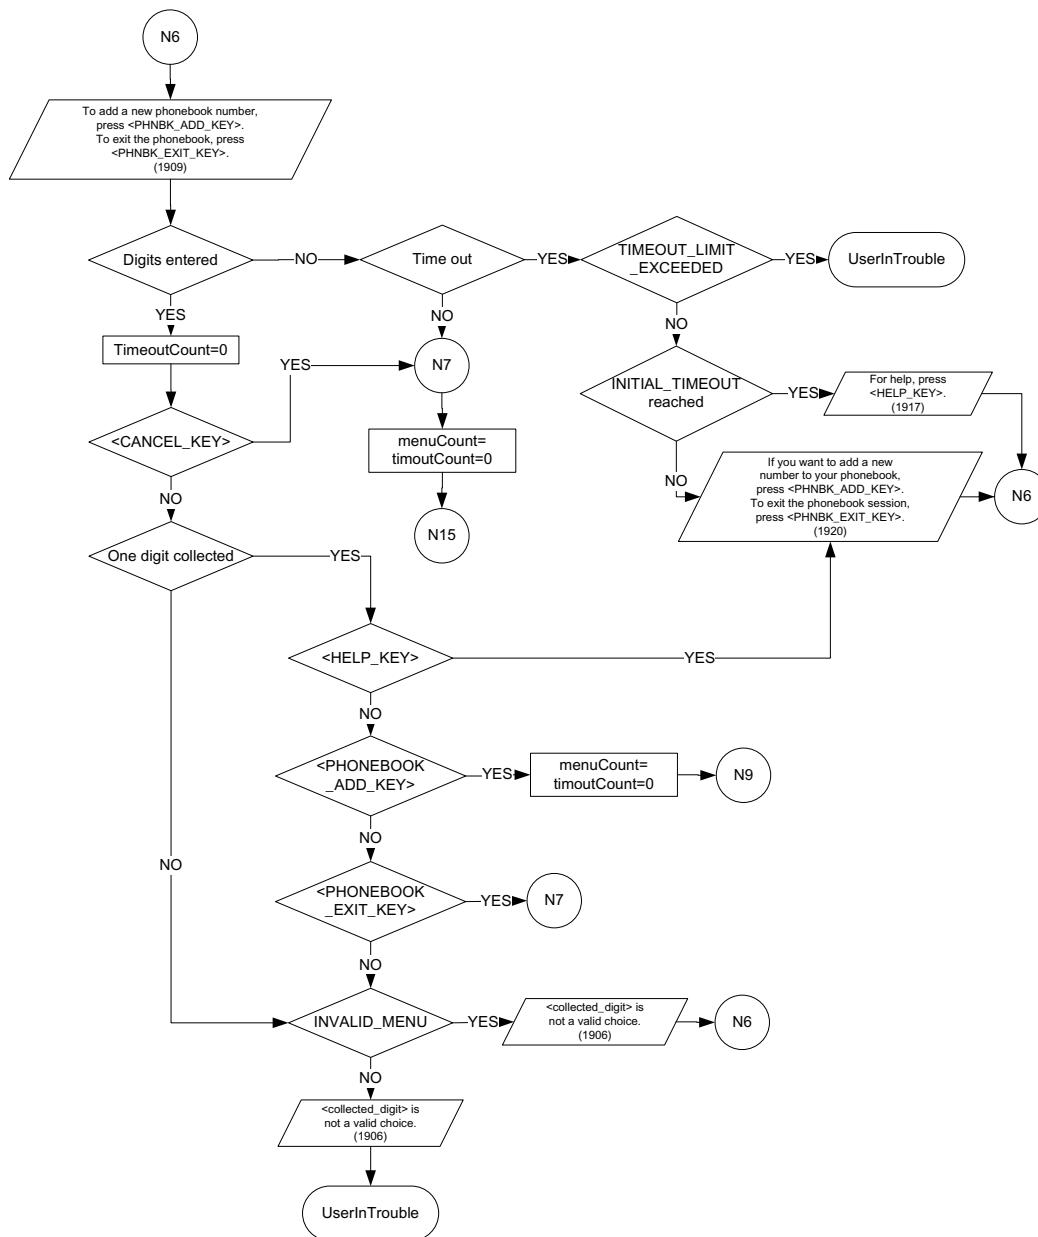 N6
To add a new phonebook number,
press <PHNBK_ADD_KEY>.
To exit the phonebook, press
<PHNBK_EXIT_KEY>.
(1909)
Digits entered
NO
Time out
YES
TIMEOUT_LIMIT
_EXCEEDED
YES
UserInTrouble
YES
NO
NO
TimeoutCount=0
YES
N7
INITIAL_TIMEOUT
reached
YES
For help, press
<HELP_KEY>.
(1917)
<CANCEL_KEY>
menuCount=
timoutCount=0
NO
NO
If you want to add a new
number to your phonebook,
press <PHNBK_ADD_KEY>.
To exit the phonebook session,
press <PHNBK_EXIT_KEY>.
(1920)
N6
N15
One digit collected
YES
<HELP_KEY>
YES
NO
<PHONEBOOK
_ADD_KEY>
YES
menuCount=
timoutCount=0
N9
NO
NO
<PHONEBOOK
_EXIT_KEY>
YES
N7
NO
INVALID_MENU
YES
<collected_digit> is
not a valid choice.
(1906)
N6
NO
<collected_digit> is
not a valid choice.
(1906)
UserInTrouble